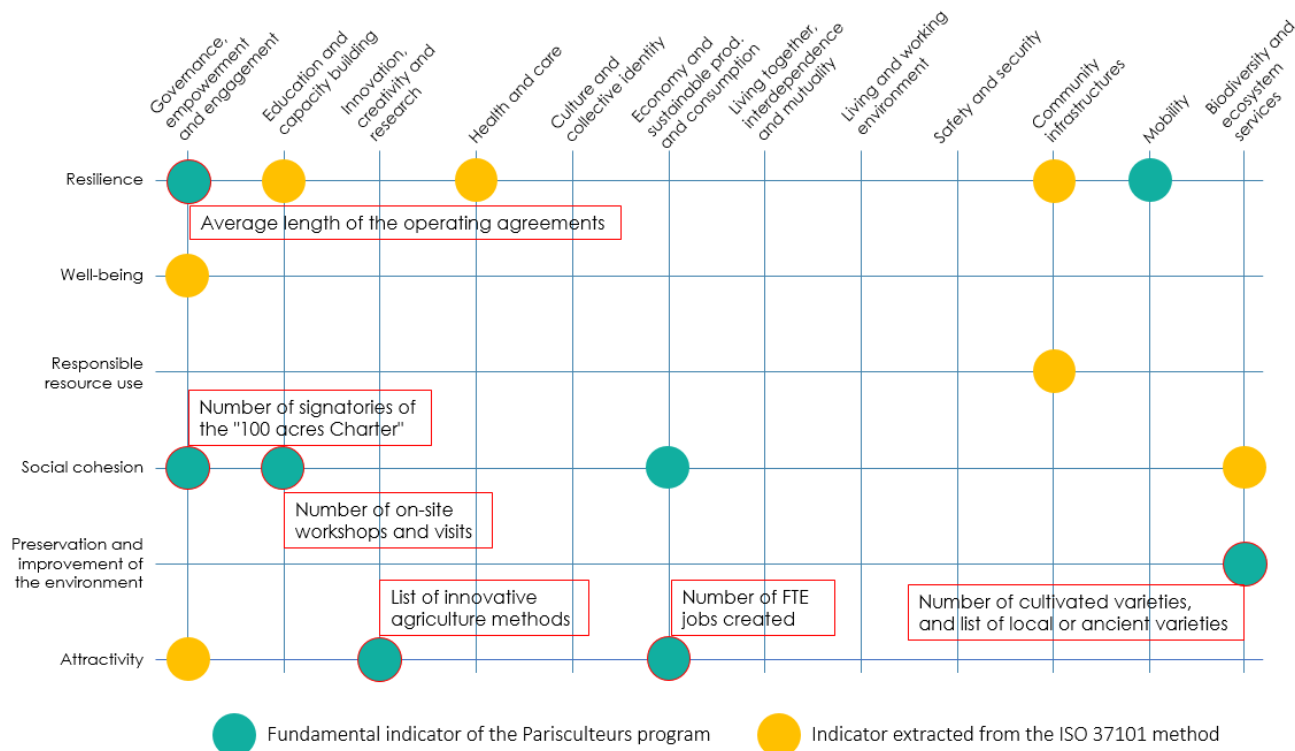 Governance,
empowerment
and engagement
Education and
capacity building
Innovation,
creativity and
research
Health and care
Culture and
collective identity
Economy and
sustainable prod.
and consumption
Living together,
interdependence
and mutuality
Living and working
environment
Safety and security
Community
infrastructures
Mobility
Biodiversity and
ecosystem
services
Resilience
Average length of the operating agreements
Well-being
Responsible
resource use
Number of signatories of
the "100 acres Charter"
Social cohesion
Number of on-site
workshops and visits
Preservation and
improvement of
the environment
List of innovative
agriculture methods
Number of FTE
jobs created
Number of cultivated varieties,
and list of local or ancient varieties
Attractivity
Fundamental indicator of the Parisculteurs program
Indicator extracted from the ISO 37101 method